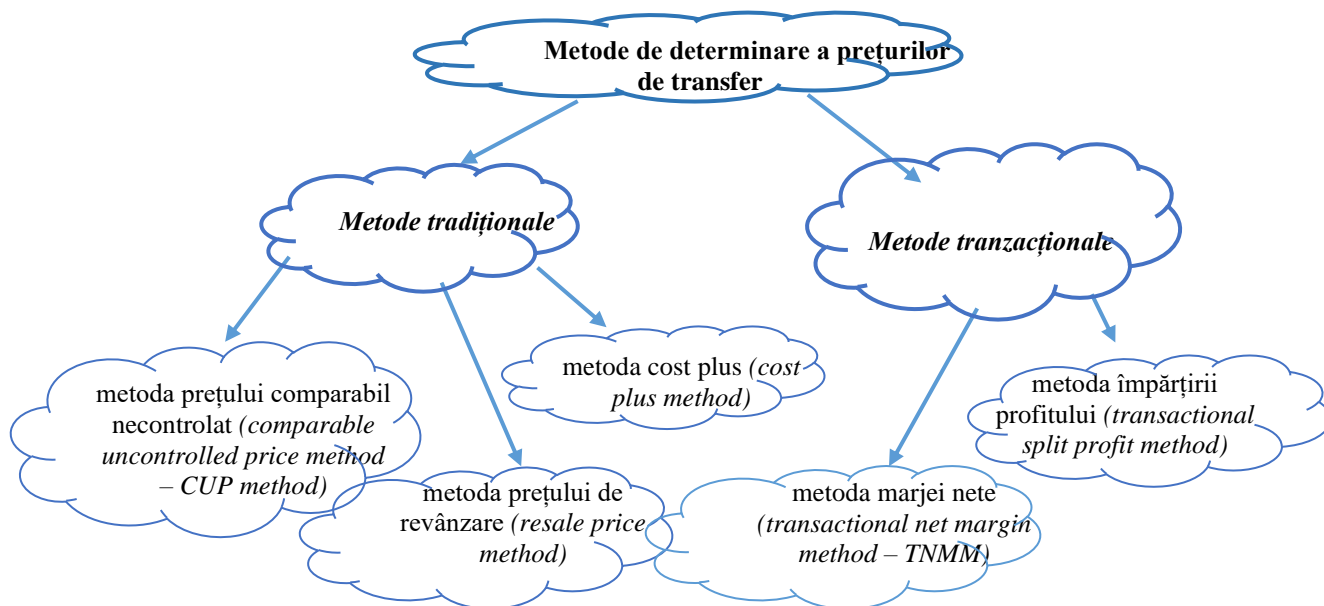 Metode de determinare a prețurilor
de transfer
Metode tradiționale
Metode tranzacționale
metoda prețului comparabil
necontrolat (comparable
uncontrolled price method
– CUP method)
metoda prețului de
revânzare (resale price
method)
metoda cost plus (cost
plus method)
metoda marjei nete
(transactional net margin
method – TNMM)
metoda împărțirii
profitului (transactional
split profit method)